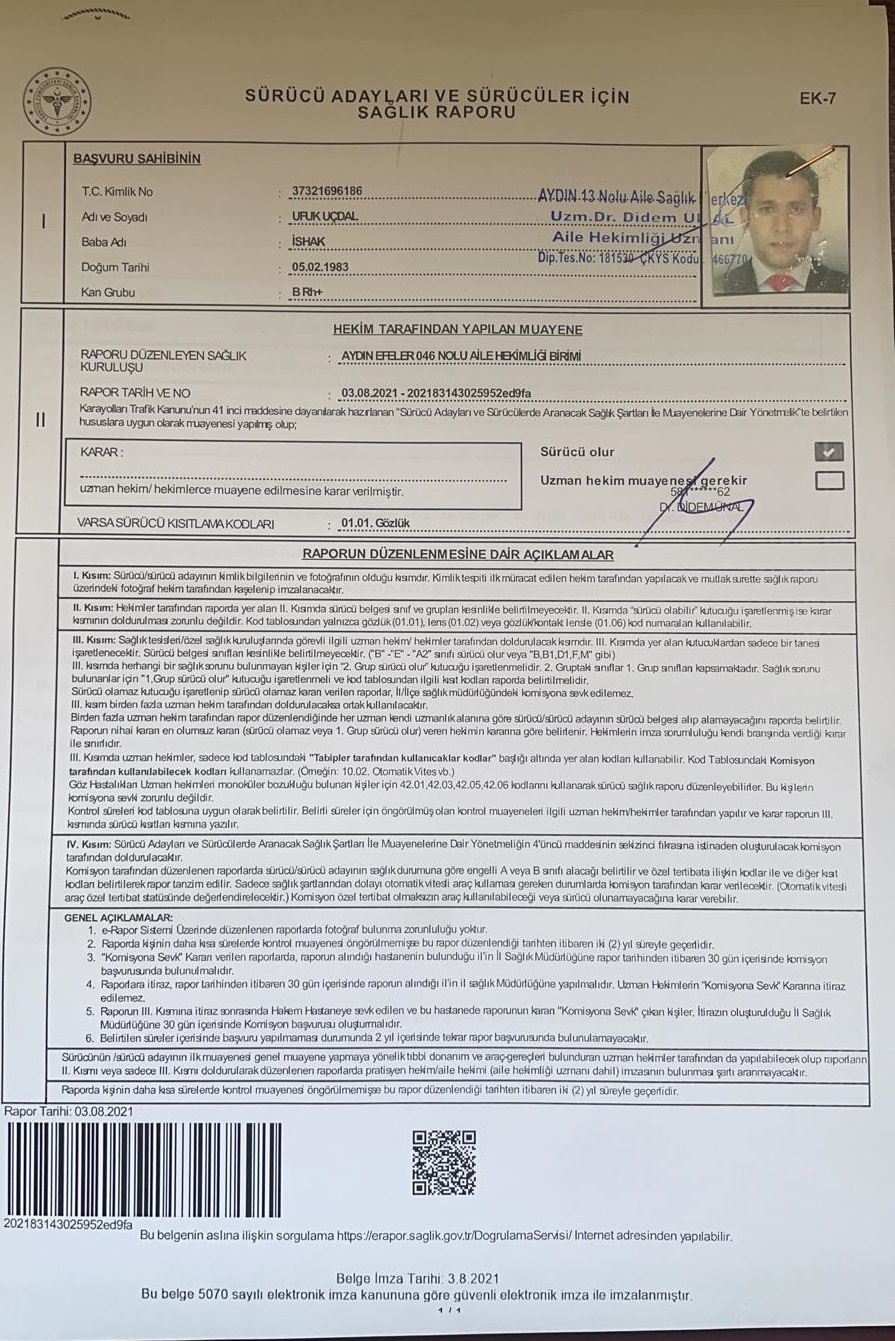 SÜRÜCÜ ADAYLARI VE SÜRÜCÜLER İÇİN
SAĞLIK RAPORU
EK-7
I
BAŞVURU SAHİBİNİN
T.C. Kimlik No : 37321696186
Adı ve Soyadı : UFUK UÇDAL
Baba Adı : İSHAK
Doğum Tarihi : 05.02.1983
Kan Grubu : B Rh+
AYDIN 13 Nolu Aile Sağlık Merkezi
Uzm.Dr. Didem ÜNAL
Aile Hekimliği Uzmanı
Dip.Tes.No: 181530 ÇKYS Kodu 466770
II
HEKİM TARAFINDAN YAPILAN MUAYENE
RAPORU DÜZENLEYEN SAĞLIK
KURULUŞU : AYDIN EFELER 046 NOLU AİLE HEKİMLİĞİ BİRİMİ
RAPOR TARİH VE NO : 03.08.2021 - 202183143025952ed9fa
Karayolları Trafik Kanunu'nun 41 inci maddesine dayanılarak hazırlanan "Sürücü Adayları ve Sürücülerde Aranacak Sağlık Şartları İle Muayenelerine Dair Yönetmelik"te belirtilen
hususlara uygun olarak muayenesi yapılmış olup;
KARAR :
uzman hekim/ hekimlerce muayene edilmesine karar verilmiştir.
Sürücü olur
Uzman hekim muayenesi gerekir
58******62
Dr. DİDEM ÜNAL
VARSA SÜRÜCÜ KISITLAMA KODLARI : 01.01. Gözlük
RAPORUN DÜZENLENMESİNE DAİR AÇIKLAMALAR
I. Kısım: Sürücü/sürücü adayının kimlik bilgilerinin ve fotoğrafının olduğu kısımdır. Kimlik tespiti ilk müracat edilen hekim tarafından yapılacak ve mutlak surette sağlık raporu
üzerindeki fotoğraf hekim tarafından kaşelenip imzalanacaktır.
II. Kısım: Hekimler tarafından raporda yer alan II. Kısımda sürücü belgesi sınıf ve grupları kesinlikle belirtilmeyecektir. II. Kısımda "sürücü olabilir" kutucuğu işaretlenmiş ise karar
kısmının doldurulması zorunlu değildir. Kod tablosundan yalnızca gözlük (01.01), lens (01.02) veya gözlük/kontak lensle (01.06) kod numaraları kullanılabilir.
III. Kısım: Sağlık tesisleri/özel sağlık kuruluşlarında görevli ilgili uzman hekim/ hekimler tarafından doldurulacak kısımdır. III. Kısımda yer alan kutucuklardan sadece bir tanesi
işaretlenecektir. Sürücü belgesi sınıfları kesinlikle belirtilmeyecektir. ("B" -"E" - "A2" sınıfı sürücü olur veya "B,B1,D1,F,M" gibi)
III. kısımda herhangi bir sağlık sorunu bulunmayan kişiler için "2. Grup sürücü olur" kutucuğu işaretlenmelidir. 2. Gruptaki sınıflar 1. Grup sınıfları kapsamaktadır. Sağlık sorunu
bulunanlar için "1.Grup sürücü olur" kutucuğu işaretlenmeli ve kod tablosundan ilgili kısıt kodları raporda belirtilmelidir.
Sürücü olamaz kutucuğu işaretlenip sürücü olamaz kararı verilen raporlar, İl/İlçe sağlık müdürlüğündeki komisyona sevk edilemez.
III. kısım birden fazla uzman hekim tarafından doldurulacaksa ortak kullanılacaktır.
Birden fazla uzman hekim tarafından rapor düzenlendiğinde her uzman kendi uzmanlık alanına göre sürücü/sürücü adayının sürücü belgesi alıp alamayacağını raporda belirtilir.
Raporun nihai kararı en olumsuz kararı (sürücü olamaz veya 1. Grup sürücü olur) veren hekimin kararına göre belirlenir. Hekimlerin imza sorumluluğu kendi branşında verdiği karar
ile sınırlıdır.
III. Kısımda uzman hekimler, sadece kod tablosundaki "Tabipler tarafından kullanıcaklar kodlar" başlığı altında yer alan kodları kullanabilir. Kod Tablosundaki Komisyon
tarafından kullanılabilecek kodları kullanamazlar. (Örneğin: 10.02. Otomatik Vites vb.)
Göz Hastalıkları Uzman hekimleri monoküler bozukluğu bulunan kişiler için 42.01,42.03,42.05,42.06 kodlarını kullanarak sürücü sağlık raporu düzenleyebilirler. Bu kişilerin
komisyona sevki zorunlu değildir.
Kontrol süreleri kod tablosuna uygun olarak belirtilir. Belirli süreler için öngörülmüş olan kontrol muayeneleri ilgili uzman hekim/hekimler tarafından yapılır ve karar raporun III.
kısmında sürücü kısıtları kısmına yazılır.
IV. Kısım: Sürücü Adayları ve Sürücülerde Aranacak Sağlık Şartları İle Muayenelerine Dair Yönetmeliğin 4'üncü maddesinin sekizinci fıkrasına istinaden oluşturulacak komisyon
tarafından doldurulacaktır.
Komisyon tarafından düzenlenen raporlarda sürücü/sürücü adayının sağlık durumuna göre engelli A veya B sınıfı alacağı belirtilir ve özel tertibata ilişkin kodlar ile ve diğer kısıt
kodları belirtilerek rapor tanzim edilir. Sadece sağlık şartlarından dolayı otomatik vitesli araç kullaması gereken durumlarda komisyon tarafından karar verilecektir. (Otomatik vitesli
araç özel tertibat statüsünde değerlendirelecektir.) Komisyon özel tertibat olmaksızın araç kullanılabileceği veya sürücü olunamayacağına karar verebilir.
GENEL AÇIKLAMALAR:
1. e-Rapor Sistemi Üzerinde düzenlenen raporlarda fotoğraf bulunma zorunluluğu yoktur.
2. Raporda kişinin daha kısa sürelerde kontrol muayenesi öngörülmemişse bu rapor düzenlendiği tarihten itibaren iki (2) yıl süreyle geçerlidir.
3. "Komisyona Sevk" Kararı verilen raporlarda, raporun alındığı hastanenin bulunduğu il'in İl Sağlık Müdürlüğüne rapor tarihinden itibaren 30 gün içerisinde komisyon
başvurusunda bulunulmalıdır.
4. Raporlara itiraz, rapor tarihinden itibaren 30 gün içerisinde raporun alındığı il'in il sağlık Müdürlüğüne yapılmalıdır. Uzman Hekimlerin "Komisyona Sevk" Kararına itiraz
edilemez.
5. Raporun III. Kısmına itiraz sonrasında Hakem Hastaneye sevk edilen ve bu hastanede raporunun kararı "Komisyona Sevk" çıkan kişiler, İtirazın oluşturulduğu İl Sağlık
Müdürlüğüne 30 gün içerisinde Komisyon başvurusu oluşturmalıdır.
6. Belirtilen süreler içerisinde başvuru yapılmaması durumunda 2 yıl içerisinde tekrar rapor başvurusunda bulunulamayacaktır.
Sürücünün /sürücü adayının ilk muayenesi genel muayene yapmaya yönelik tıbbi donanım ve araç-gereçleri bulunduran uzman hekimler tarafından da yapılabilecek olup raporların
II. Kısmı veya sadece III. Kısmı doldurularak düzenlenen raporlarda pratisyen hekim/aile hekimi (aile hekimliği uzmanı dahil) imzasının bulunması şartı aranmayacaktır.
Raporda kişinin daha kısa sürelerde kontrol muayenesi öngörülmemişse bu rapor düzenlendiği tarihten itibaren iki (2) yıl süreyle geçerlidir.
Rapor Tarihi: 03.08.2021
202183143025952ed9fa
Bu belgenin aslına ilişkin sorgulama https://erapor.saglik.gov.tr/DogrulamaServisi/ Internet adresinden yapılabilir.
Belge İmza Tarihi: 3.8.2021
Bu belge 5070 sayılı elektronik imza kanununa göre güvenli elektronik imza ile imzalanmıştır.
1 / 1